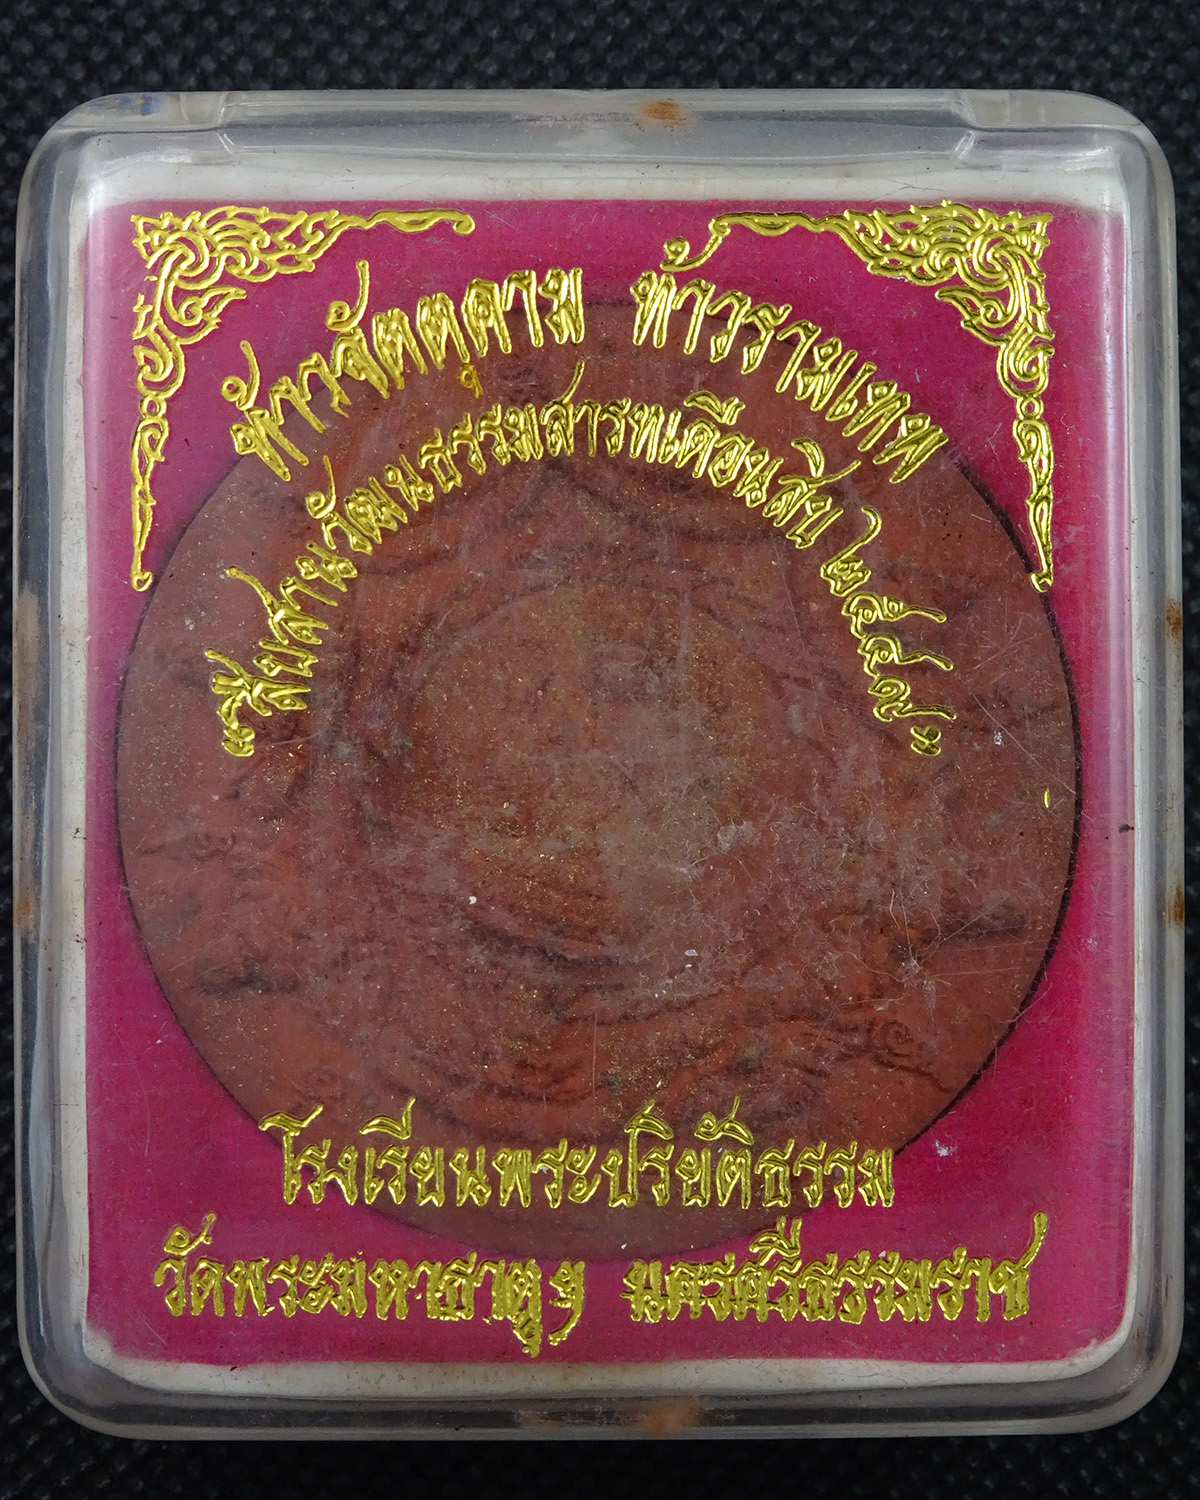 ท้าวจัตตุคาม ท้าวรามเทพ
"สืบสานวัฒนธรรมสารทเดือนสิบ ๒๕๔๙"
โรงเรียนพระปริยัติธรรม
วัดพระมหาธาตุฯ นครศรีธรรมราช